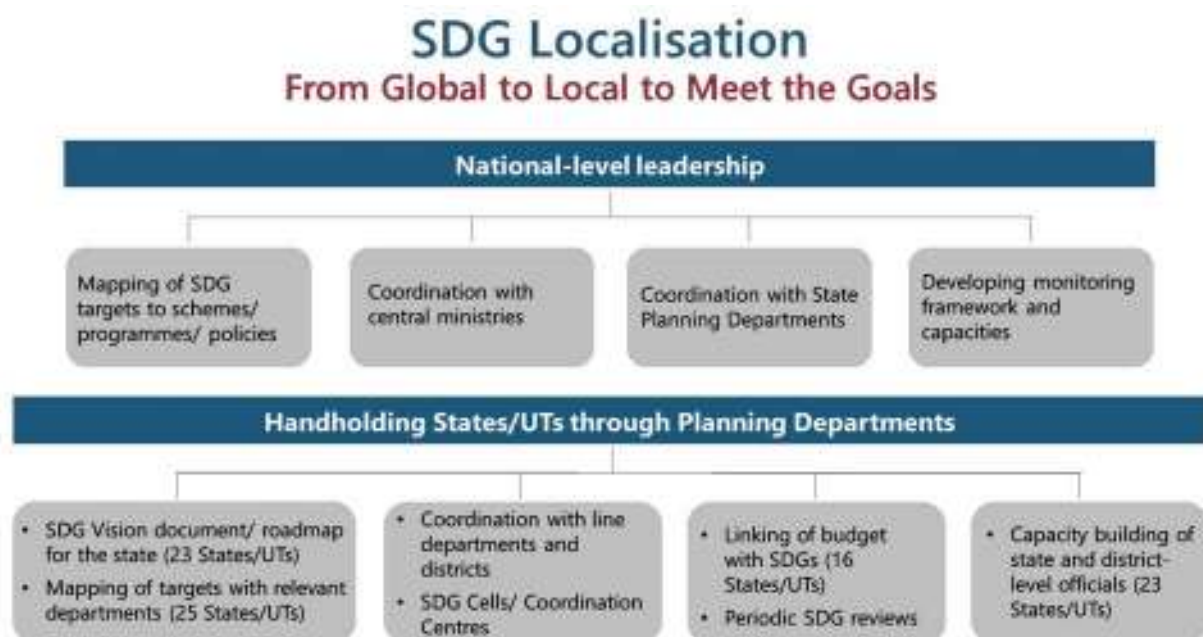 SDG Localisation
From Global to Local to Meet the Goals
National-level leadership
Mapping of SDG
targets to schemes/
programmes/ policies
Coordination with
central ministries
Coordination with State
Planning Departments
Developing monitoring
framework and
capacities
Handholding States/UTs through Planning Departments
• SDG Vision document/ roadmap
for the state (23 States/UTs)
• Mapping of targets with relevant
departments (25 States/UTs)
• Coordination with line
departments and
districts
• SDG Cells/ Coordination
Centres
• Linking of budget
with SDGs (16
States/UTs)
• Periodic SDG reviews
• Capacity building of
state and district-
level officials (23
States/UTs)